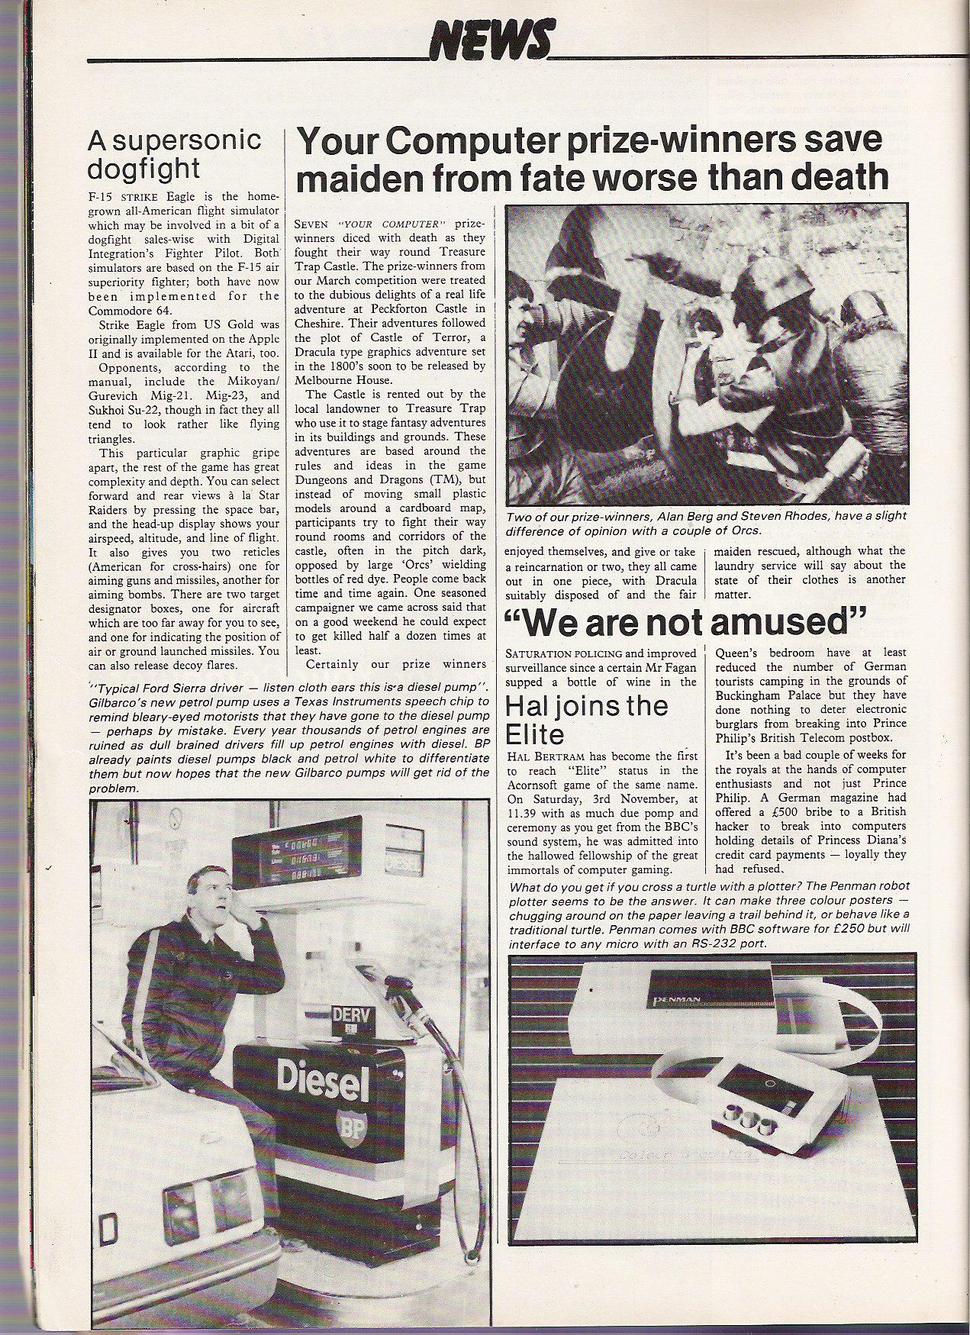 NEWS
A supersonic
dogfight
F-15 STRIKE Eagle is the home-
grown all-American flight simulator
which may be involved in a bit of a
dogfight sales-wise with Digital
Integration's Fighter Pilot. Both
simulators are based on the F-15 air
superiority fighter; both have now
been implemented for the
Commodore 64.
Strike Eagle from US Gold was
originally implemented on the Apple
II and is available for the Atari, too.
Opponents, according to the
manual, include the Mikoyan/
Gurevich Mig-21. Mig-23, and
Sukhoi Su-22, though in fact they all
tend to look rather like flying
triangles.
This particular graphic gripe
apart, the rest of the game has great
complexity and depth. You can select
forward and rear views à la Star
Raiders by pressing the space bar,
and the head-up display shows your
airspeed, altitude, and line of flight.
It also gives you two reticles
(American for cross-hairs) one for
aiming guns and missiles, another for
aiming bombs. There are two target
designator boxes, one for aircraft
which are too far away for you to see,
and one for indicating the position of
air or ground launched missiles. You
can also release decoy flares.
Your Computer prize-winners save
maiden from fate worse than death
SEVEN "YOUR COMPUTER" prize-
winners diced with death as they
fought their way round Treasure
Trap Castle. The prize-winners from
our March competition were treated
to the dubious delights of a real life
adventure at Peckforton Castle in
Cheshire. Their adventures followed
the plot of Castle of Terror, a
Dracula type graphics adventure set
in the 1800's soon to be released by
Melbourne House.
The Castle is rented out by the
local landowner to Treasure Trap
who use it to stage fantasy adventures
in its buildings and grounds. These
adventures are based around the
rules and ideas in the game
Dungeons and Dragons (TM), but
instead of moving small plastic
models around a cardboard map,
participants try to fight their way
round rooms and corridors of the
castle, often in the pitch dark,
opposed by large 'Orcs' wielding
bottles of red dye. People come back
time and time again. One seasoned
campaigner we came across said that
on a good weekend he could expect
to get killed half a dozen times at
least.
Certainly our prize winners
Two of our prize-winners, Alan Berg and Steven Rhodes, have a slight
difference of opinion with a couple of Orcs.
enjoyed themselves, and give or take
a reincarnation or two, they all came
out in one piece, with Dracula
suitably disposed of and the fair
maiden rescued, although what the
laundry service will say about the
state of their clothes is another
matter.
"We are not amused"
SATURATION POLICING and improved
surveillance since a certain Mr Fagan
supped a bottle of wine in the
Queen's bedroom have at least
reduced the number of German
tourists camping in the grounds of
Buckingham Palace but they have
done nothing to deter electronic
burglars from breaking into Prince
Philip's British Telecom postbox.
It's been a bad couple of weeks for
the royals at the hands of computer
enthusiasts and not just Prince
Philip. A German magazine had
offered a £500 bribe to a British
hacker to break into computers
holding details of Princess Diana's
credit card payments — loyally they
had refused.
Hal joins the
Elite
HAL BERTRAM has become the first
to reach "Elite" status in the
Acornsoft game of the same name.
On Saturday, 3rd November, at
11.39 with as much due pomp and
ceremony as you get from the BBC's
sound system, he was admitted into
the hallowed fellowship of the great
immortals of computer gaming.
"Typical Ford Sierra driver — listen cloth ears this is a diesel pump".
Gilbarco's new petrol pump uses a Texas Instruments speech chip to
remind bleary-eyed motorists that they have gone to the diesel pump
— perhaps by mistake. Every year thousands of petrol engines are
ruined as dull brained drivers fill up petrol engines with diesel. BP
already paints diesel pumps black and petrol white to differentiate
them but now hopes that the new Gilbarco pumps will get rid of the
problem.
DERV
Diesel
BP
D
What do you get if you cross a turtle with a plotter? The Penman robot
plotter seems to be the answer. It can make three colour posters —
chugging around on the paper leaving a trail behind it, or behave like a
traditional turtle. Penman comes with BBC software for £250 but will
interface to any micro with an RS-232 port.
PENMAN